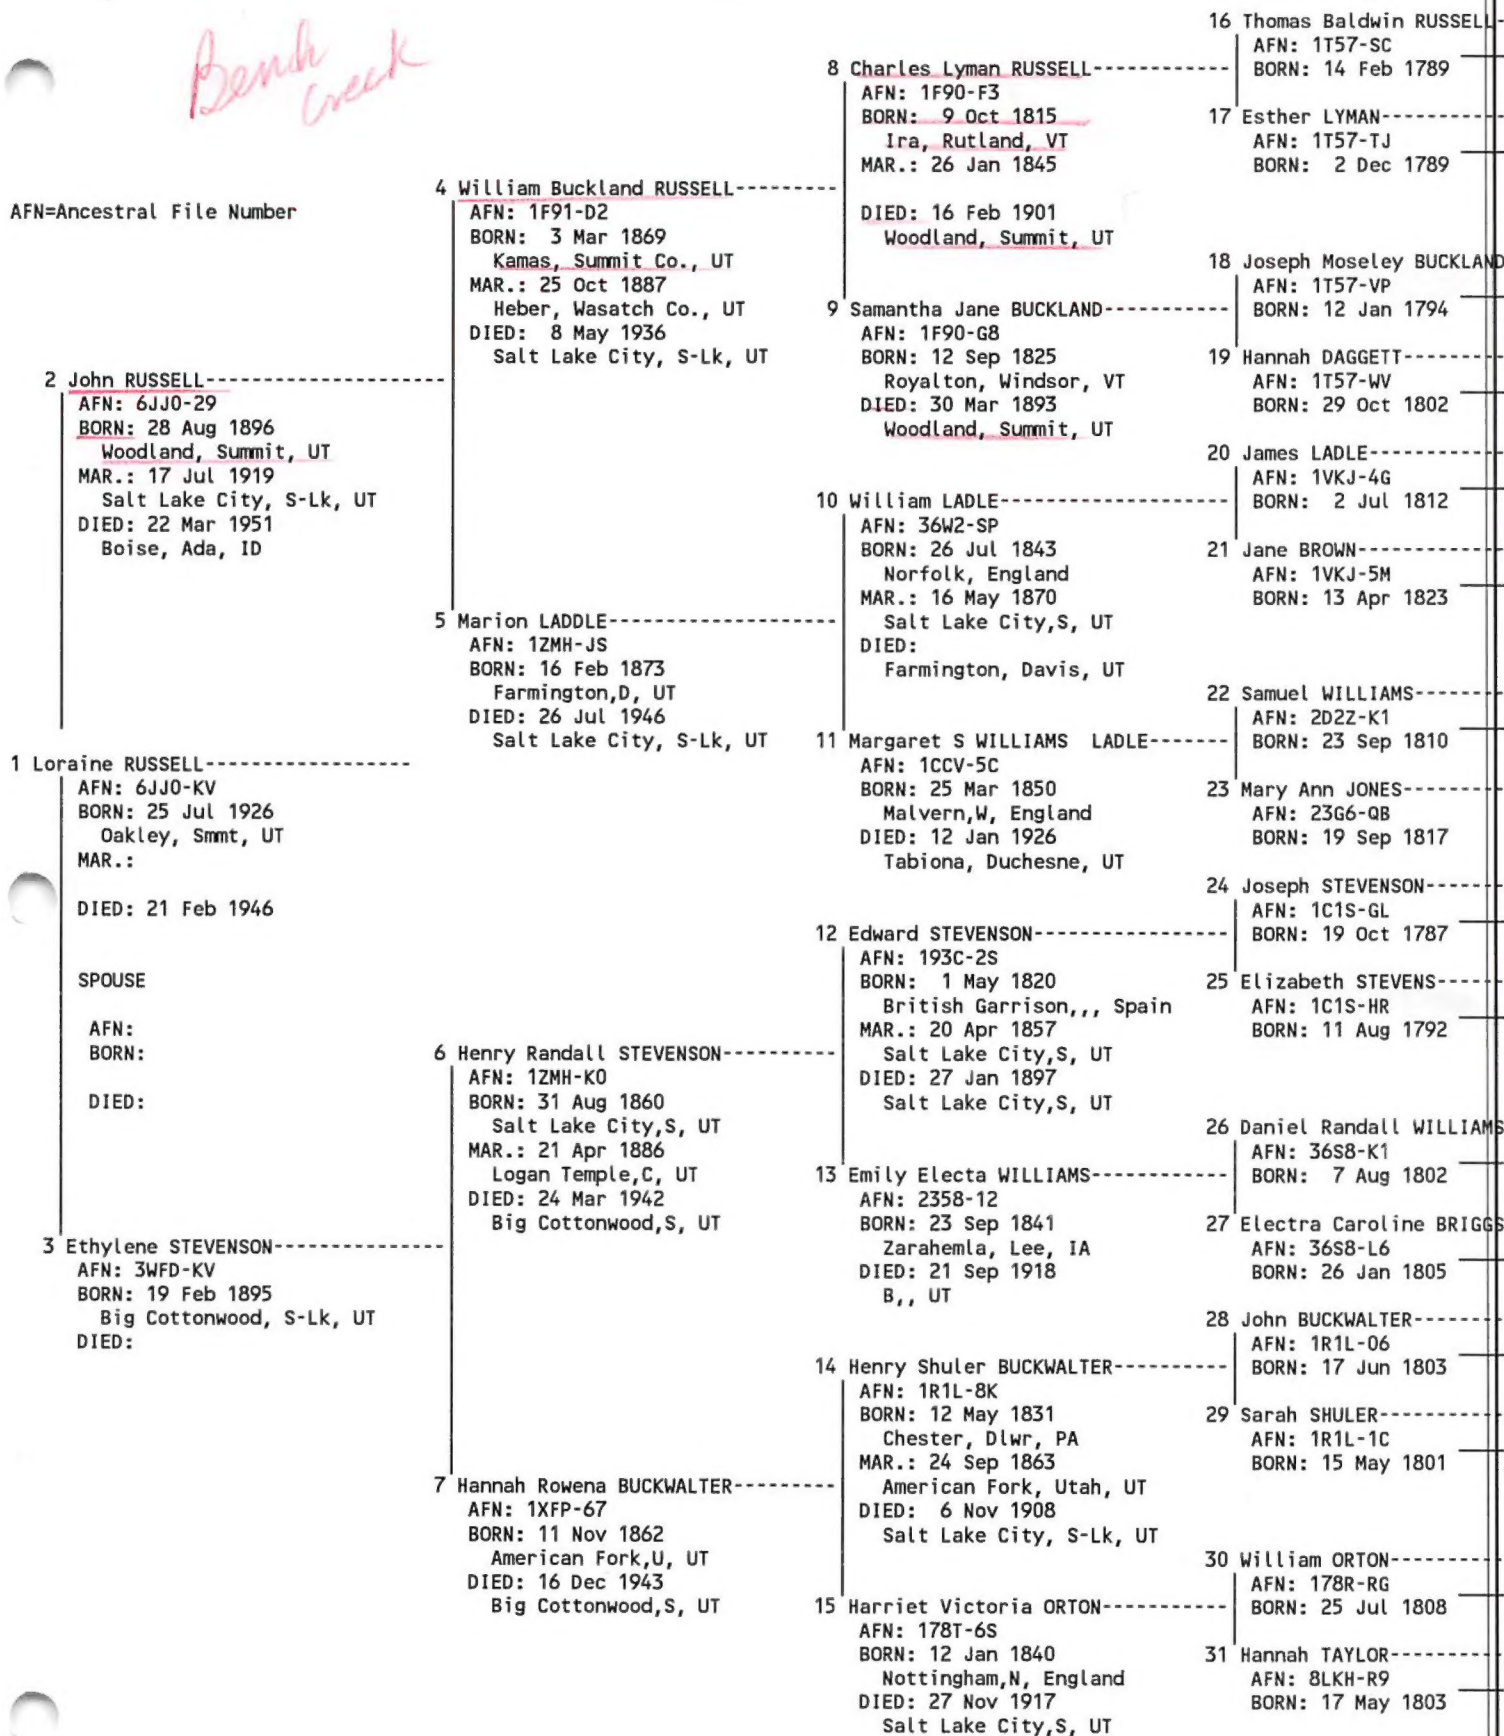 Bench
Creek
AFN=Ancestral File Number
1 Loraine RUSSELL-----------------
AFN: 6JJ0-KV
BORN: 25 Jul 1926
Oakley, Smmt, UT
MAR.:
DIED: 21 Feb 1946
SPOUSE
AFN:
BORN:
DIED:
2 John RUSSELL--------------------
AFN: 6JJ0-29
BORN: 28 Aug 1896
Woodland, Summit, UT
MAR.: 17 Jul 1919
Salt Lake City, S-Lk, UT
DIED: 22 Mar 1951
Boise, Ada, ID
3 Ethylene STEVENSON--------------
AFN: 3WFD-KV
BORN: 19 Feb 1895
Big Cottonwood, S-Lk, UT
DIED:
4 William Buckland RUSSELL--------
AFN: 1F91-D2
BORN: 3 Mar 1869
Kamas, Summit Co., UT
MAR.: 25 Oct 1887
Heber, Wasatch Co., UT
DIED: 8 May 1936
Salt Lake City, S-Lk, UT
5 Marion LADDLE-------------------
AFN: 1ZMH-JS
BORN: 16 Feb 1873
Farmington,D, UT
DIED: 26 Jul 1946
Salt Lake City, S-Lk, UT
6 Henry Randall STEVENSON---------
AFN: 1ZMH-K0
BORN: 31 Aug 1860
Salt Lake City,S, UT
MAR.: 21 Apr 1886
Logan Temple,C, UT
DIED: 24 Mar 1942
Big Cottonwood,S, UT
7 Hannah Rowena BUCKWALTER--------
AFN: 1XFP-67
BORN: 11 Nov 1862
American Fork,U, UT
DIED: 16 Dec 1943
Big Cottonwood,S, UT
8 Charles Lyman RUSSELL-----------
AFN: 1F90-F3
BORN: 9 Oct 1815
Ira, Rutland, VT
MAR.: 26 Jan 1845
DIED: 16 Feb 1901
Woodland, Summit, UT
9 Samantha Jane BUCKLAND----------
AFN: 1F90-G8
BORN: 12 Sep 1825
Royalton, Windsor, VT
DIED: 30 Mar 1893
Woodland, Summit, UT
10 William LADLE-------------------
AFN: 36W2-SP
BORN: 26 Jul 1843
Norfolk, England
MAR.: 16 May 1870
Salt Lake City,S, UT
DIED:
Farmington, Davis, UT
11 Margaret S WILLIAMS LADLE-------
AFN: 1CCV-5C
BORN: 25 Mar 1850
Malvern,W, England
DIED: 12 Jan 1926
Tabiona, Duchesne, UT
12 Edward STEVENSON----------------
AFN: 193C-2S
BORN: 1 May 1820
British Garrison,,, Spain
MAR.: 20 Apr 1857
Salt Lake City,S, UT
DIED: 27 Jan 1897
Salt Lake City,S, UT
13 Emily Electa WILLIAMS-----------
AFN: 2358-12
BORN: 23 Sep 1841
Zarahemla, Lee, IA
DIED: 21 Sep 1918
B,, UT
14 Henry Shuler BUCKWALTER---------
AFN: 1R1L-8K
BORN: 12 May 1831
Chester, Dlwr, PA
MAR.: 24 Sep 1863
American Fork, Utah, UT
DIED: 6 Nov 1908
Salt Lake City, S-Lk, UT
15 Harriet Victoria ORTON----------
AFN: 178T-6S
BORN: 12 Jan 1840
Nottingham,N, England
DIED: 27 Nov 1917
Salt Lake City,S, UT
16 Thomas Baldwin RUSSELL-
AFN: 1T57-SC
BORN: 14 Feb 1789
17 Esther LYMAN----------
AFN: 1T57-TJ
BORN: 2 Dec 1789
18 Joseph Moseley BUCKLAND
AFN: 1T57-VP
BORN: 12 Jan 1794
19 Hannah DAGGETT--------
AFN: 1T57-WV
BORN: 29 Oct 1802
20 James LADLE-----------
AFN: 1VKJ-4G
BORN: 2 Jul 1812
21 Jane BROWN------------
AFN: 1VKJ-5M
BORN: 13 Apr 1823
22 Samuel WILLIAMS-------
AFN: 2D2Z-K1
BORN: 23 Sep 1810
23 Mary Ann JONES--------
AFN: 23G6-QB
BORN: 19 Sep 1817
24 Joseph STEVENSON------
AFN: 1C1S-GL
BORN: 19 Oct 1787
25 Elizabeth STEVENS-----
AFN: 1C1S-HR
BORN: 11 Aug 1792
26 Daniel Randall WILLIAMS
AFN: 36S8-K1
BORN: 7 Aug 1802
27 Electra Caroline BRIGGS
AFN: 36S8-L6
BORN: 26 Jan 1805
28 John BUCKWALTER-------
AFN: 1R1L-06
BORN: 17 Jun 1803
29 Sarah SHULER----------
AFN: 1R1L-1C
BORN: 15 May 1801
30 William ORTON---------
AFN: 178R-RG
BORN: 25 Jul 1808
31 Hannah TAYLOR---------
AFN: 8LKH-R9
BORN: 17 May 1803